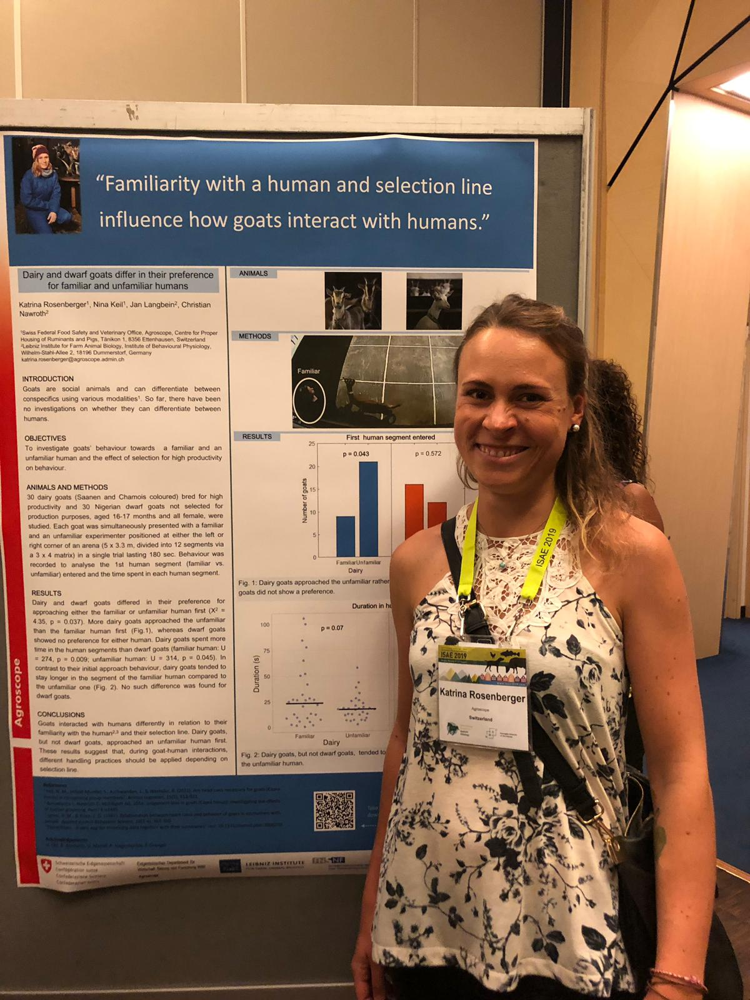 “Familiarity with a human and selection line
influence how goats interact with humans.”
Dairy and dwarf goats differ in their preference
for familiar and unfamiliar humans
Katrina Rosenberger¹, Nina Keil¹, Jan Langbein², Christian
Nawroth²
¹Swiss Federal Food Safety and Veterinary Office, Agroscope, Centre for Proper
Housing of Ruminants and Pigs, Tänikon 1, 8356 Ettenhausen, Switzerland
²Leibniz Institute for Farm Animal Biology, Institute of Behavioural Physiology,
Wilhelm-Stahl-Allee 2, 18196 Dummerstorf, Germany
katrina.rosenberger@agroscope.admin.ch
INTRODUCTION
Goats are social animals and can differentiate between
conspecifics using various modalities¹. So far, there have been
no investigations on whether they can differentiate between
humans.
OBJECTIVES
To investigate goats’ behaviour towards a familiar and an
unfamiliar human and the effect of selection for high productivity
on behaviour.
ANIMALS AND METHODS
30 dairy goats (Saanen and Chamois coloured) bred for high
productivity and 30 Nigerian dwarf goats not selected for
production purposes, aged 16-17 months and all female, were
studied. Each goat was simultaneously presented with a familiar
and an unfamiliar experimenter positioned at either the left or
right corner of an arena (5 x 3.3 m, divided into 12 segments via
a 3 x 4 matrix) in a single trial lasting 180 sec. Behaviour was
recorded to analyse the 1st human segment (familiar vs.
unfamiliar) entered and the time spent in each human segment.
RESULTS
Dairy and dwarf goats differed in their preference for
approaching either the familiar or unfamiliar human first (X² =
4.35, p = 0.037). More dairy goats approached the unfamiliar
than the familiar human first (Fig.1), whereas dwarf goats
showed no preference for either human. Dairy goats spent more
time in the human segments than dwarf goats (familiar human: U
= 274, p = 0.009; unfamiliar human: U = 314, p = 0.045). In
contrast to their initial approach behaviour, dairy goats tended to
stay longer in the segment of the familiar human compared to
the unfamiliar one (Fig. 2). No such difference was found for
dwarf goats.
CONCLUSIONS
Goats interacted with humans differently in relation to their
familiarity with the human²,³ and their selection line. Dairy goats,
but not dwarf goats, approached an unfamiliar human first.
These results suggest that, during goat-human interactions,
different handling practices should be applied depending on
selection line.
ANIMALS
METHODS
Familiar
RESULTS
First human segment entered
25
20
15
10
5
0
Number of goats
p = 0.043
p = 0.572
Familiar Unfamiliar
Dairy
Fig. 1: Dairy goats approached the unfamiliar rather
goats did not show a preference.
Duration in hu
100
75
50
25
0
Duration (s)
p = 0.07
Familiar
Unfamiliar
Dairy
Fig. 2: Dairy goats, but not dwarf goats, tended to
the unfamiliar human.
Agroscope
Schweizerische Eidgenossenschaft
Confédération suisse
Confederazione Svizzera
Confederaziun svizra
LEIBNIZ INSTITUTE
ISAE 2019
ISAE 2019
Katrina Rosenberger
Agroscope
Switzerland